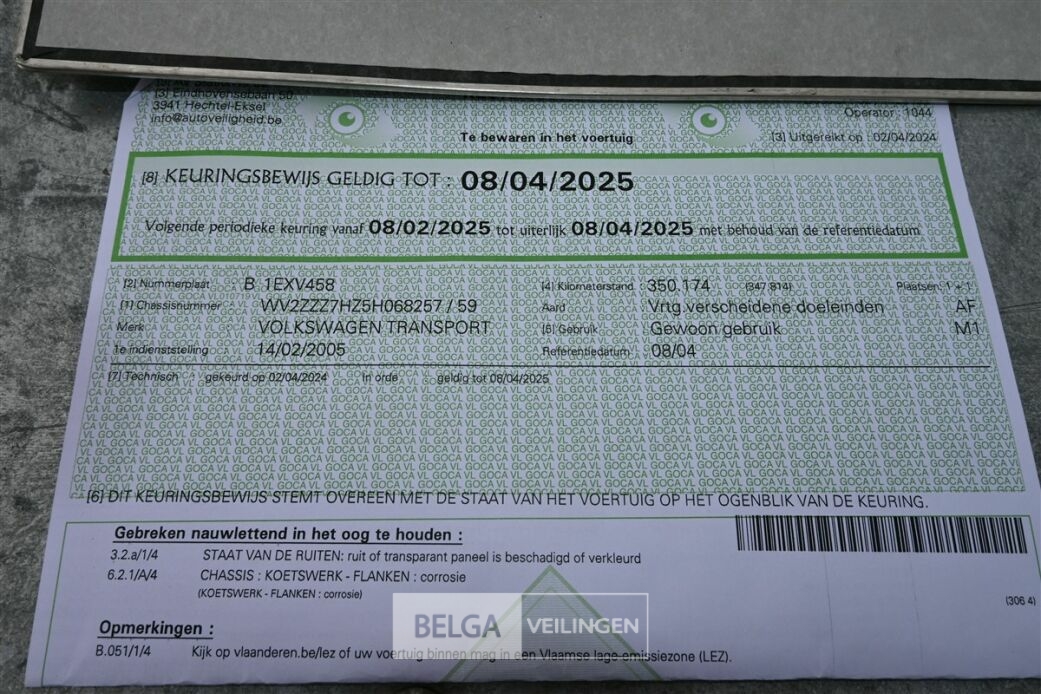 [3] Eindhovensebaan 50
3941 Hechtel-Eksel
info@autoveiligheid.be
Operator : 1044
Te bewaren in het voertuig
[3] Uitgereikt op : 02/04/2024
[8] KEURINGSBEWIJS GELDIG TOT : 08/04/2025
Volgende periodieke keuring vanaf 08/02/2025 tot uiterlijk 08/04/2025 met behoud van de referentiedatum
[2] Nummerplaat : B 1EXV458 [4] Kilometerstand : 350.174 (347 814) Plaatsen: 1 + 1
[1] Chassisnummer : WV2ZZZ7HZ5H068257 / 59 Aard : Vrtg.verscheidene doeleinden AF
Merk : VOLKSWAGEN TRANSPORT [5] Gebruik : Gewoon gebruik M1
1e indienststelling : 14/02/2005 Referentiedatum : 08/04
[7] Technisch : gekeurd op 02/04/2024 In orde geldig tot 08/04/2025
[6] DIT KEURINGSBEWIJS STEMT OVEREEN MET DE STAAT VAN HET VOERTUIG OP HET OGENBLIK VAN DE KEURING.
Gebreken nauwlettend in het oog te houden :
3.2.a/1/4 STAAT VAN DE RUITEN: ruit of transparant paneel is beschadigd of verkleurd
6.2.1/A/4 CHASSIS : KOETSWERK - FLANKEN : corrosie
(KOETSWERK - FLANKEN : corrosie)
(306 4)
BELGA VEILINGEN
Opmerkingen :
B.051/1/4 Kijk op vlaanderen.be/lez of uw voertuig binnen mag in een Vlaamse lage-emissiezone (LEZ).